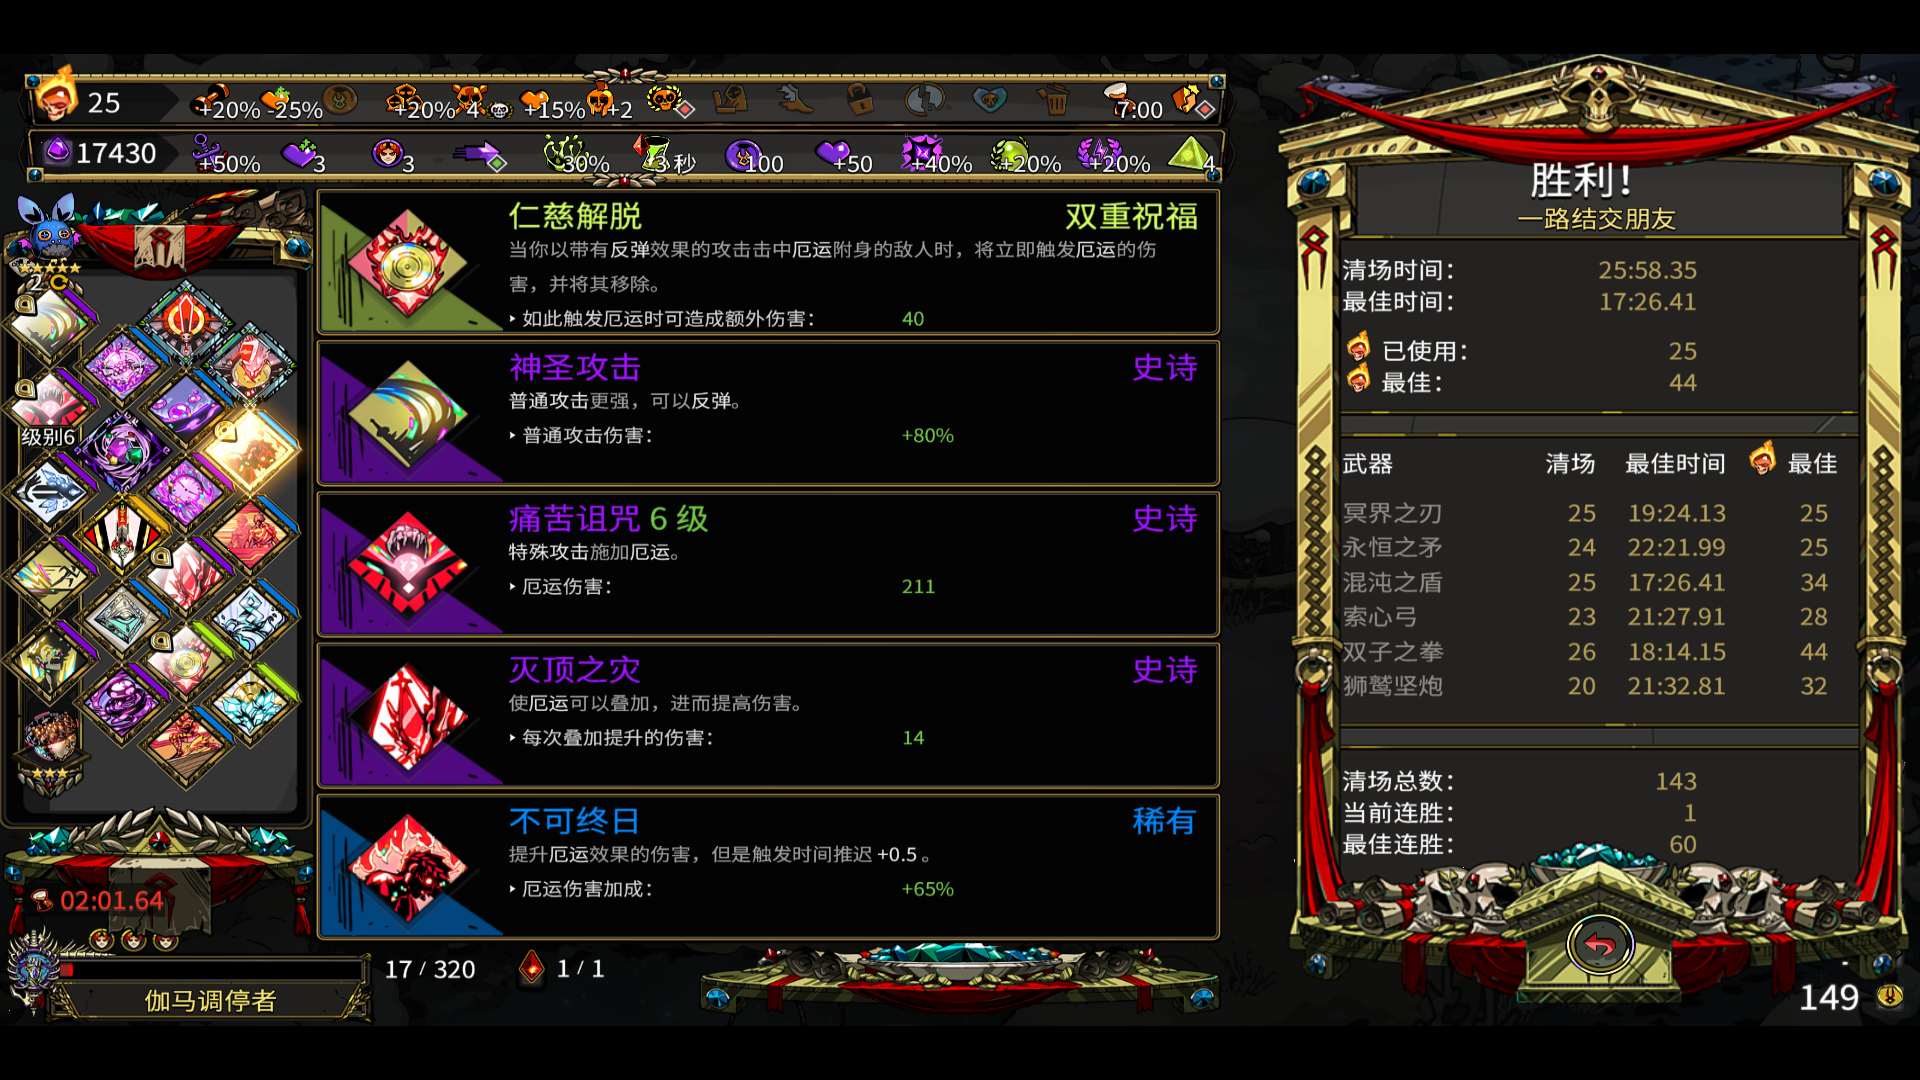 25
+20% -25% +20% 4 +15% +2 7:00
17430
+50% 3 3 30% 3 秒 100 +50 +40% +20% +20% 4
2
级别6
02:01.64
伽马调停者
17 / 320
1 / 1
仁慈解脱 双重祝福
当你以带有反弹效果的攻击击中厄运附身的敌人时，将立即触发厄运的伤
害，并将其移除。
‣ 如此触发厄运时可造成额外伤害： 40
神圣攻击 史诗
普通攻击更强，可以反弹。
‣ 普通攻击伤害： +80%
痛苦诅咒 6 级 史诗
特殊攻击施加厄运。
‣ 厄运伤害： 211
灭顶之灾 史诗
使厄运可以叠加，进而提高伤害。
‣ 每次叠加提升的伤害： 14
不可终日 稀有
提升厄运效果的伤害，但是触发时间推迟 +0.5 。
‣ 厄运伤害加成： +65%
胜利！
一路结交朋友
清场时间： 25:58.35
最佳时间： 17:26.41
已使用： 25
最佳： 44
武器 清场 最佳时间 最佳
冥界之刃 25 19:24.13 25
永恒之矛 24 22:21.99 25
混沌之盾 25 17:26.41 34
索心弓 23 21:27.91 28
双子之拳 26 18:14.15 44
狮鹫坚炮 20 21:32.81 32
清场总数： 143
当前连胜： 1
最佳连胜： 60
149